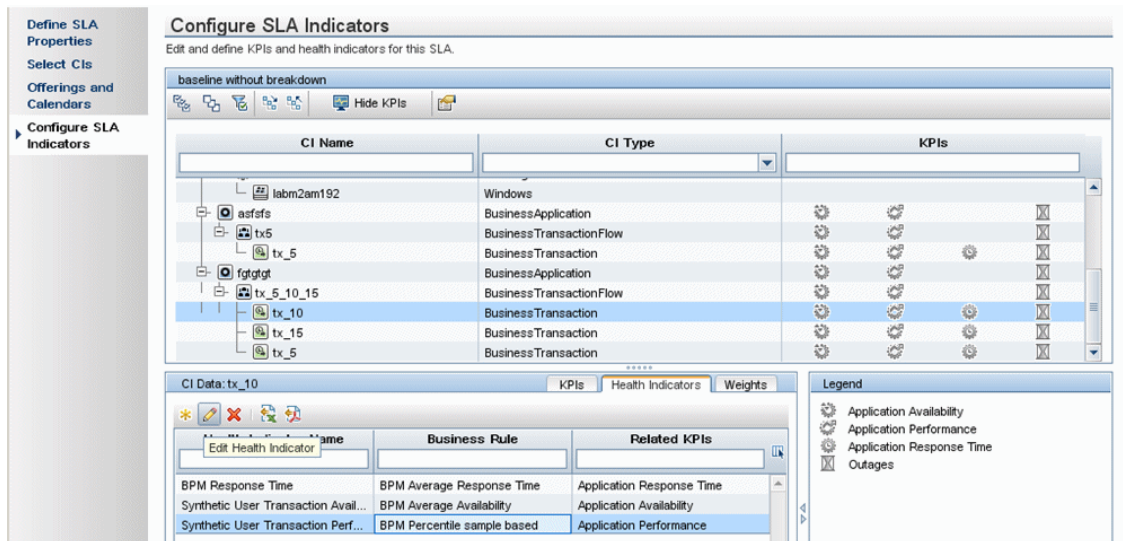 Define SLA
Properties
Select CIs
Offerings and
Calendars
Configure SLA
Indicators
Configure SLA Indicators
Edit and define KPIs and health indicators for this SLA.
baseline without breakdown
Hide KPIs
CI Name CI Type KPIs
labm2am192 Windows
asfsfs BusinessApplication
tx5 BusinessTransactionFlow
tx_5 BusinessTransaction
fgtgtgt BusinessApplication
tx_5_10_15 BusinessTransactionFlow
tx_10 BusinessTransaction
tx_15 BusinessTransaction
tx_5 BusinessTransaction
CI Data: tx_10 KPIs Health Indicators Weights
Name Business Rule Related KPIs
Edit Health Indicator
BPM Response Time BPM Average Response Time Application Response Time
Synthetic User Transaction Avail... BPM Average Availability Application Availability
Synthetic User Transaction Perf... BPM Percentile sample based Application Performance
Legend
Application Availability
Application Performance
Application Response Time
Outages